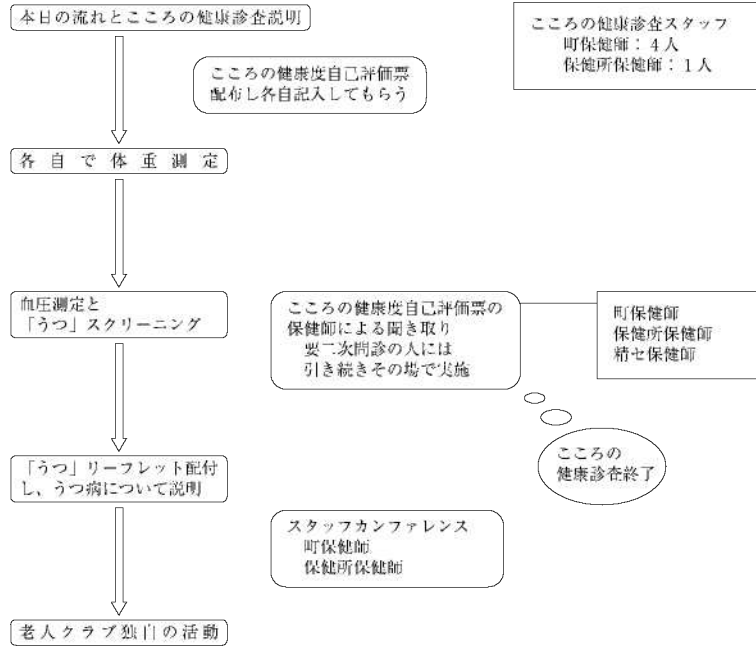 本日の流れとこころの健康診査説明
こころの健康診査スタッフ
町保健師：４人
保健所保健師：１人
こころの健康度自己評価票
配布し各自記入してもらう
各自で体重測定
血圧測定と
「うつ」スクリーニング
こころの健康度自己評価票の
保健師による聞き取り
要二次問診の人には
引き続きその場で実施
町保健師
保健所保健師
精セ保健師
こころの
健康診査終了
「うつ」リーフレット配付
し、うつ病について説明
スタッフカンファレンス
町保健師
保健所保健師
老人クラブ独自の活動